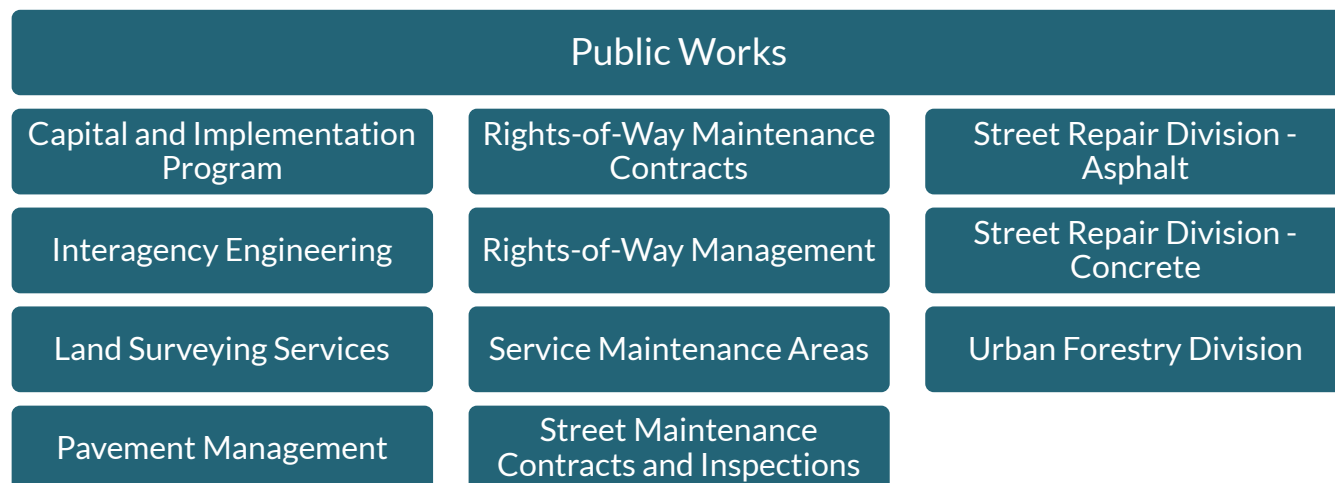 Public Works
Capital and Implementation
Program
Interagency Engineering
Land Surveying Services
Pavement Management
Rights-of-Way Maintenance
Contracts
Rights-of-Way Management
Service Maintenance Areas
Street Maintenance
Contracts and Inspections
Street Repair Division -
Asphalt
Street Repair Division -
Concrete
Urban Forestry Division